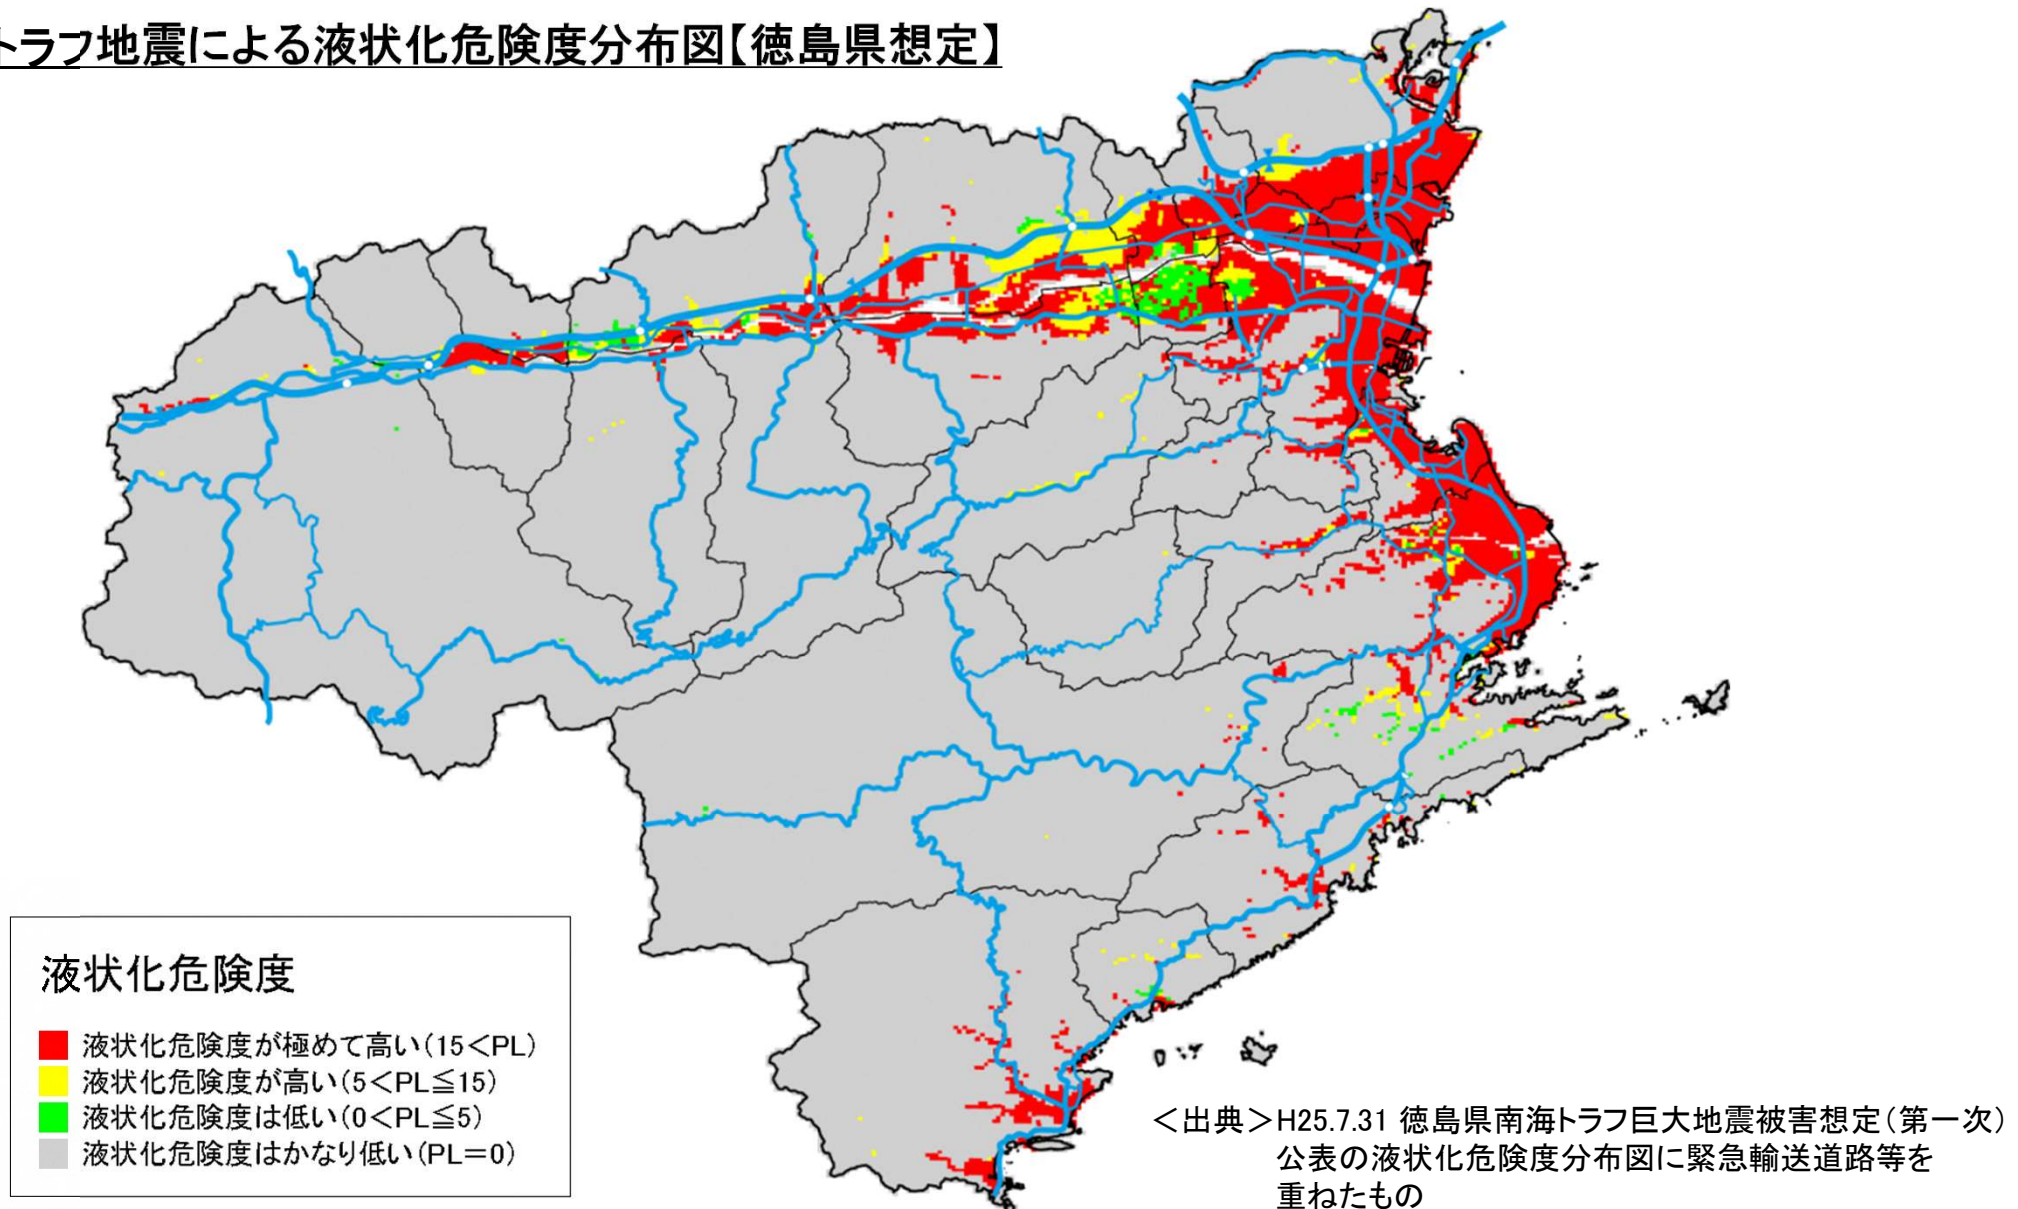 トラフ地震による液状化危険度分布図【徳島県想定】
液状化危険度
液状化危険度が極めて高い(15<PL)
液状化危険度が高い(5<PL≦15)
液状化危険度は低い(0<PL≦5)
液状化危険度はかなり低い(PL=0)
<出典>H25.7.31 徳島県南海トラフ巨大地震被害想定(第一次)
公表の液状化危険度分布図に緊急輸送道路等を
重ねたもの